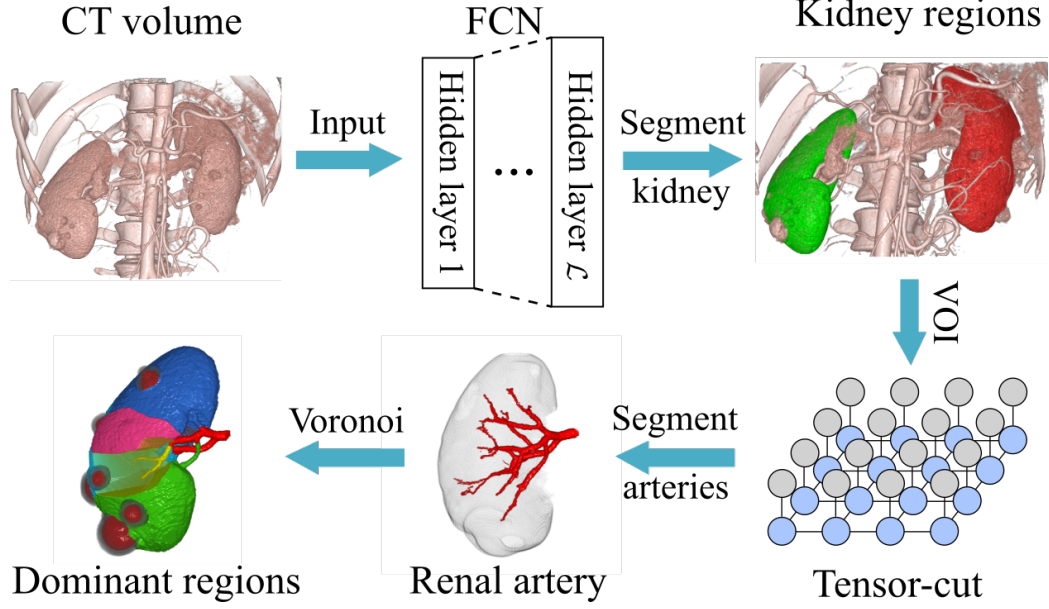 CT volume
FCN
Kidney regions
Input
Hidden layer 1
...
Hidden layer ℒ
Segment
kidney
VOI
Voronoi
Segment
arteries
Dominant regions
Renal artery
Tensor-cut